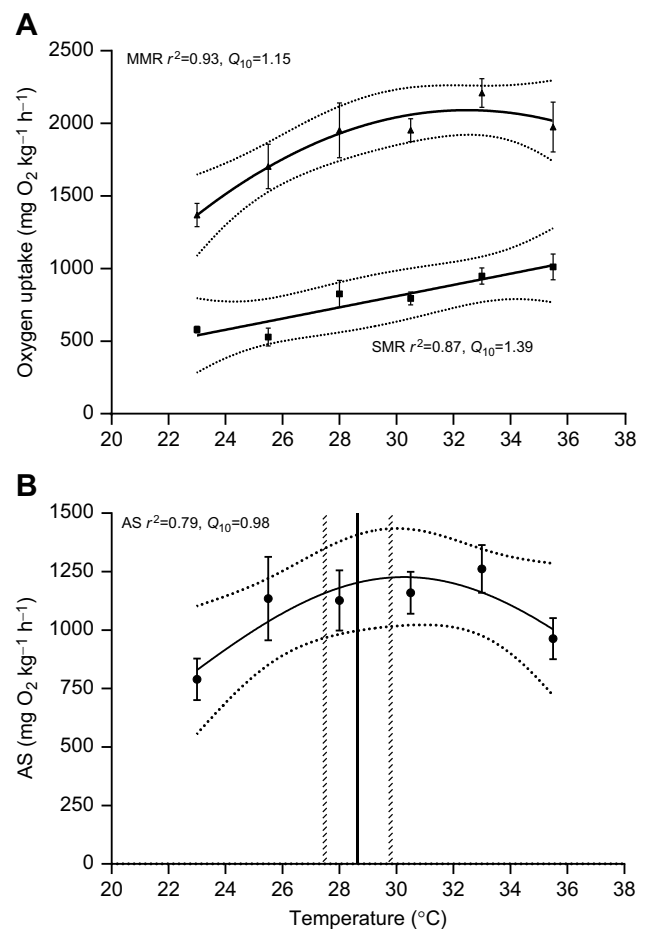 A
MMR r²=0.93, Q₁₀=1.15
2500
2000
1500
1000
500
0
Oxygen uptake (mg O₂ kg⁻¹ h⁻¹)
SMR r²=0.87, Q₁₀=1.39
20 22 24 26 28 30 32 34 36 38
B
AS r²=0.79, Q₁₀=0.98
1500
1250
1000
750
500
250
0
AS (mg O₂ kg⁻¹ h⁻¹)
20 22 24 26 28 30 32 34 36 38
Temperature (°C)